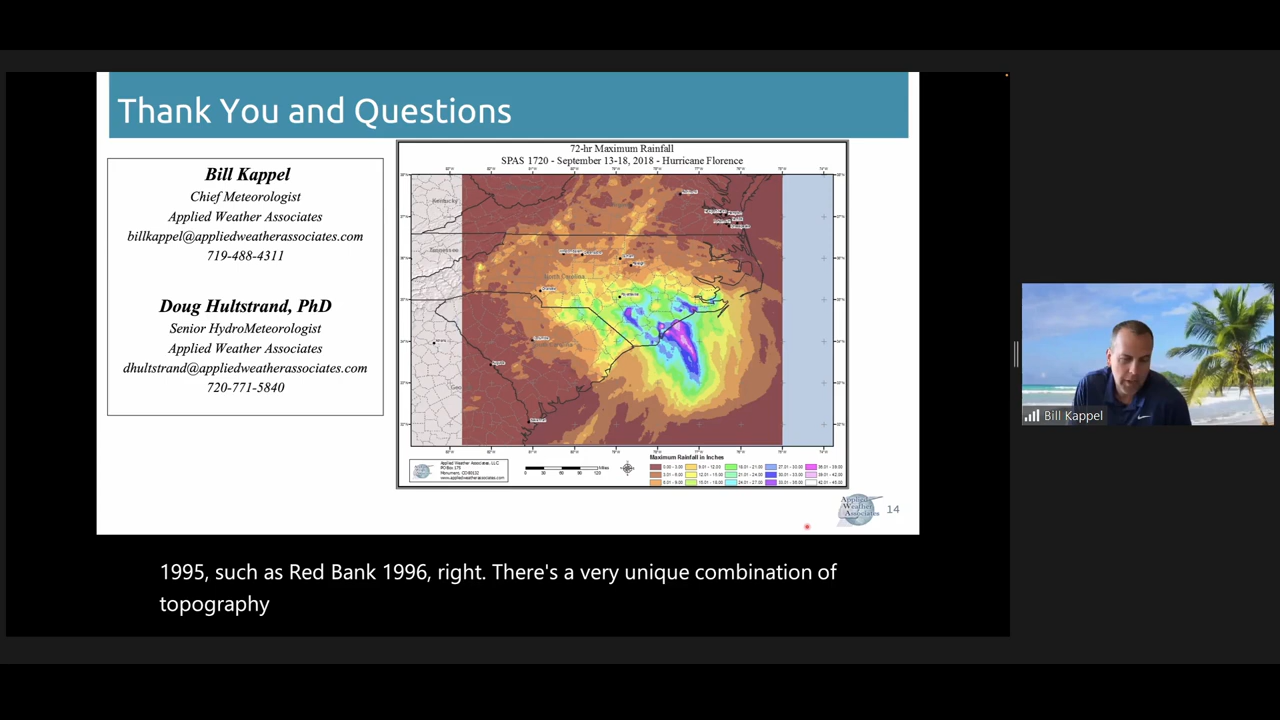 Thank You and Questions
Bill Kappel
Chief Meteorologist
Applied Weather Associates
billkappel@appliedweatherassociates.com
719-488-4311
Doug Hultstrand, PhD
Senior HydroMeteorologist
Applied Weather Associates
dhultstrand@appliedweatherassociates.com
720-771-5840
72-hr Maximum Rainfall
SPAS 1720 - September 13-18, 2018 - Hurricane Florence
Kentucky
Tennessee
North Carolina
Applied Weather Associates, LLC
PO Box 175
Monument, CO 80132
www.appliedweatherassociates.com
Miles
Maximum Rainfall in Inches
Applied
Weather
Associates
14
Bill Kappel
1995, such as Red Bank 1996, right. There's a very unique combination of
topography